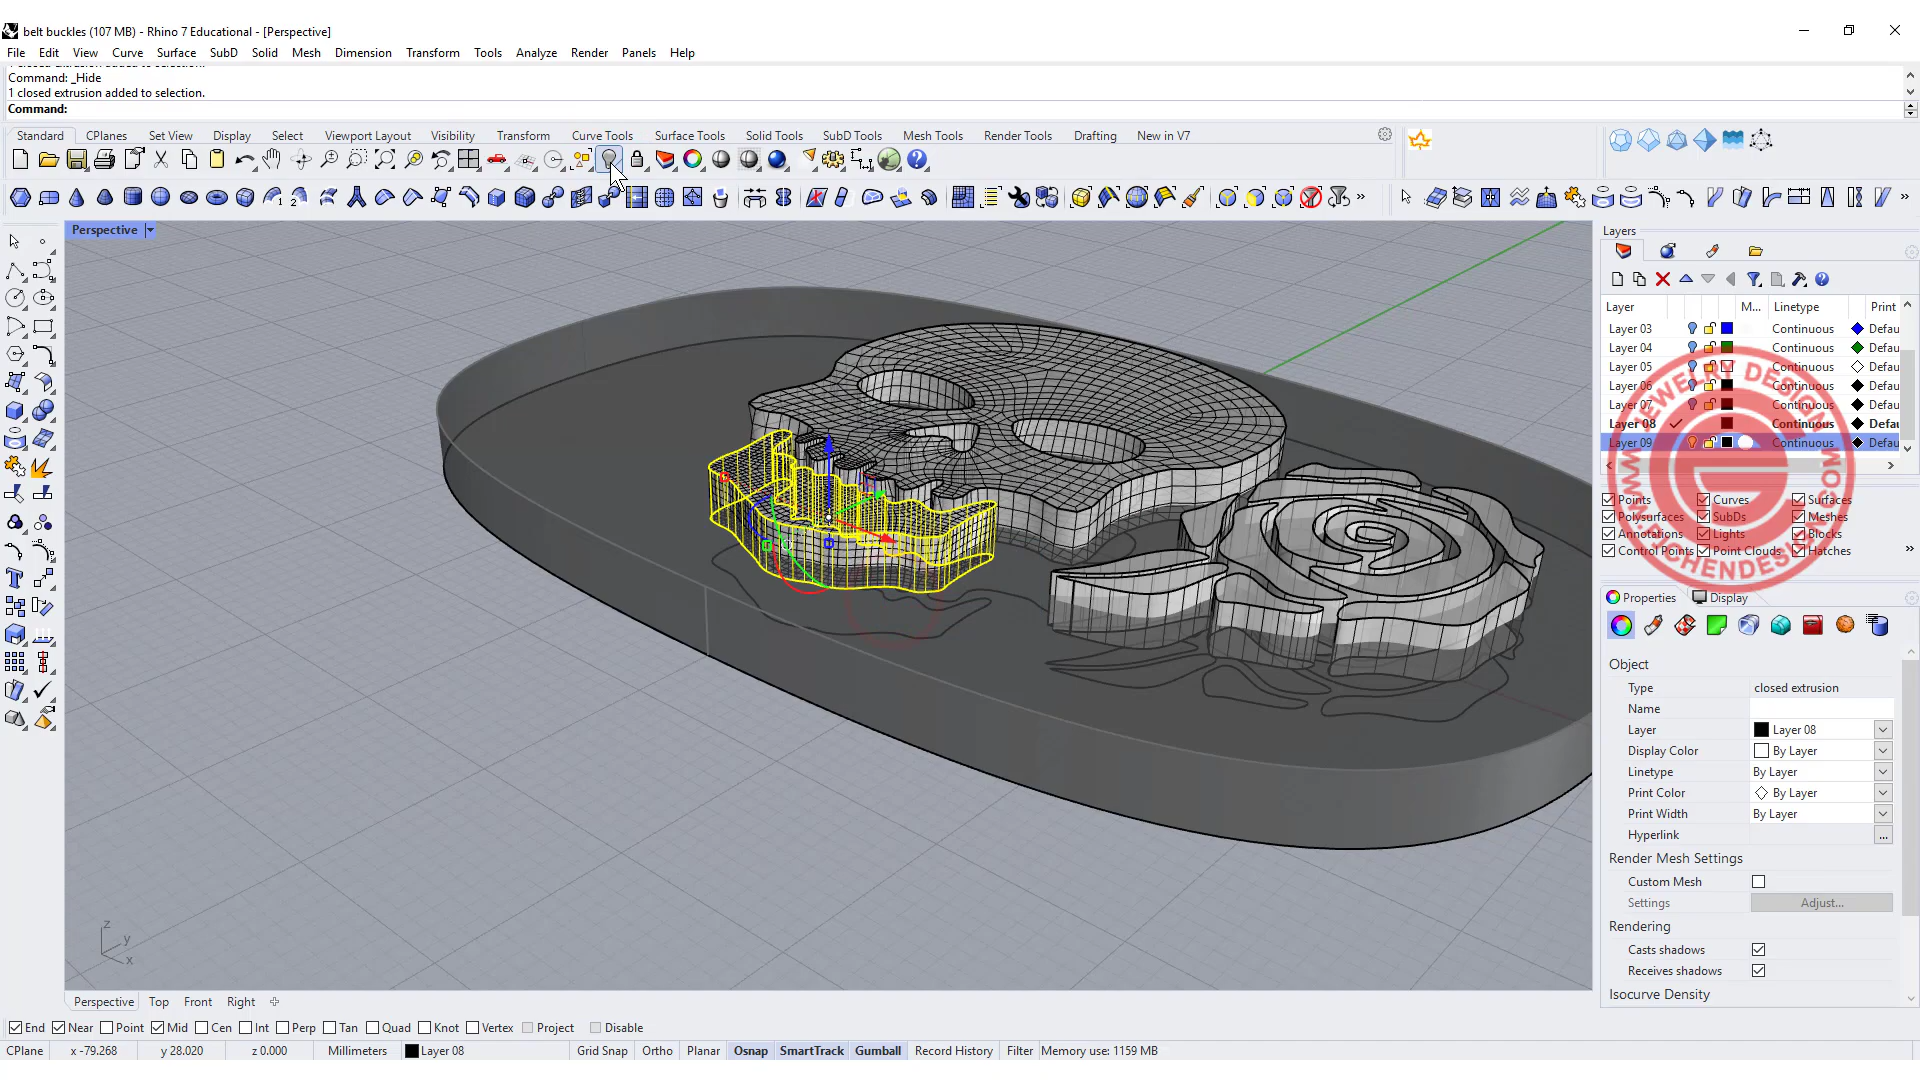 belt buckles (107 MB) - Rhino 7 Educational - [Perspective]
File Edit View Curve Surface SubD Solid Mesh Dimension Transform Tools Analyze Render Panels Help
Command: _Hide
1 closed extrusion added to selection.
Command:
Standard CPlanes Set View Display Select Viewport Layout Visibility Transform Curve Tools Surface Tools Solid Tools SubD Tools Mesh Tools Render Tools Drafting New in V7
Perspective
Layers
Layer M... Linetype Print
Layer 03 Continuous Defau
Layer 04 Continuous Defau
Layer 05 Continuous Defau
Layer 06 Continuous Defau
Layer 07 Continuous Defau
Layer 08 Continuous Defau
Layer 09 Continuous Defau
Points Curves Surfaces
Polysurfaces SubDs Meshes
Annotations Lights Blocks
Control Points Point Clouds Hatches
WWW.PJCHENDESIGN.COM JEWELRY DESIGN
Properties Display
Object
Type closed extrusion
Name
Layer Layer 08
Display Color By Layer
Linetype By Layer
Print Color By Layer
Print Width By Layer
Hyperlink ...
Render Mesh Settings
Custom Mesh
Settings Adjust...
Rendering
Casts shadows
Receives shadows
Isocurve Density
z
y
x
Perspective Top Front Right
End Near Point Mid Cen Int Perp Tan Quad Knot Vertex Project Disable
CPlane x -79.268 y 28.020 z 0.000 Millimeters Layer 08 Grid Snap Ortho Planar Osnap SmartTrack Gumball Record History Filter Memory use: 1159 MB